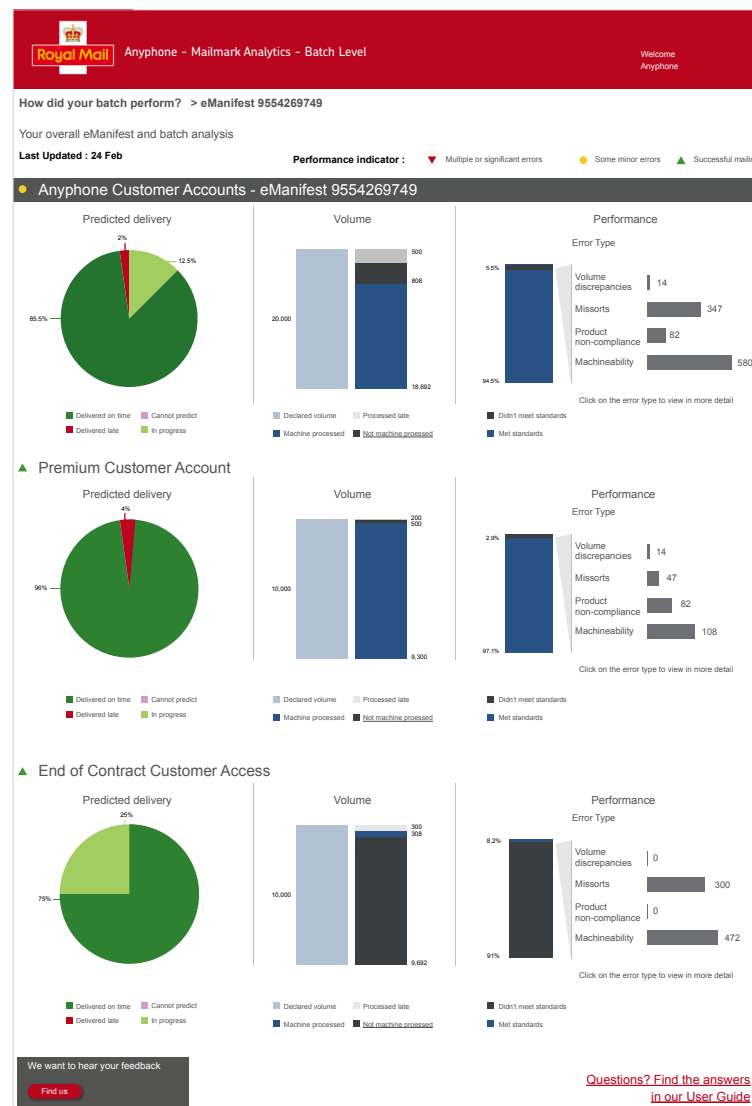 Royal Mail
Anyphone - Mailmark Analytics - Batch Level
Welcome
Anyphone
How did your batch perform? > eManifest 9554269749
Your overall eManifest and batch analysis
Last Updated : 24 Feb
Performance indicator :
Multiple or significant errors
Some minor errors
Successful mailin
Anyphone Customer Accounts - eManifest 9554269749
Predicted delivery
2%
12.5%
85.5%
Delivered on time
Cannot predict
Delivered late
In progress
Volume
500
808
20,000
18,692
Declared volume
Processed late
Machine processed
Not machine proessed
Performance
Error Type
5.5%
94.5%
Volume
discrepancies
14
Missorts
347
Product
non-compliance
82
Machineability
580
Click on the error type to view in more detail
Didn't meet standards
Met standards
Premium Customer Account
Predicted delivery
4%
96%
Delivered on time
Cannot predict
Delivered late
In progress
Volume
200
500
10,000
9,300
Declared volume
Processed late
Machine processed
Not machine proessed
Performance
Error Type
2.9%
97.1%
Volume
discrepancies
14
Missorts
47
Product
non-compliance
82
Machineability
108
Click on the error type to view in more detail
Didn't meet standards
Met standards
End of Contract Customer Access
Predicted delivery
25%
75%
Delivered on time
Cannot predict
Delivered late
In progress
Volume
300
308
10,000
9,692
Declared volume
Processed late
Machine processed
Not machine proessed
Performance
Error Type
8.2%
91%
Volume
discrepancies
0
Missorts
300
Product
non-compliance
0
Machineability
472
Click on the error type to view in more detail
Didn't meet standards
Met standards
We want to hear your feedback
Find us
Questions? Find the answers
in our User Guide